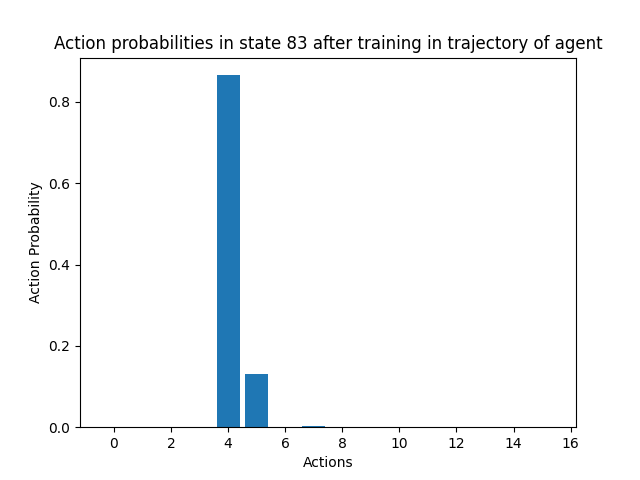 Action probabilities in state 83 after training in trajectory of agent
Action Probability
0.8
0.6
0.4
0.2
0.0
0 2 4 6 8 10 12 14 16
Actions